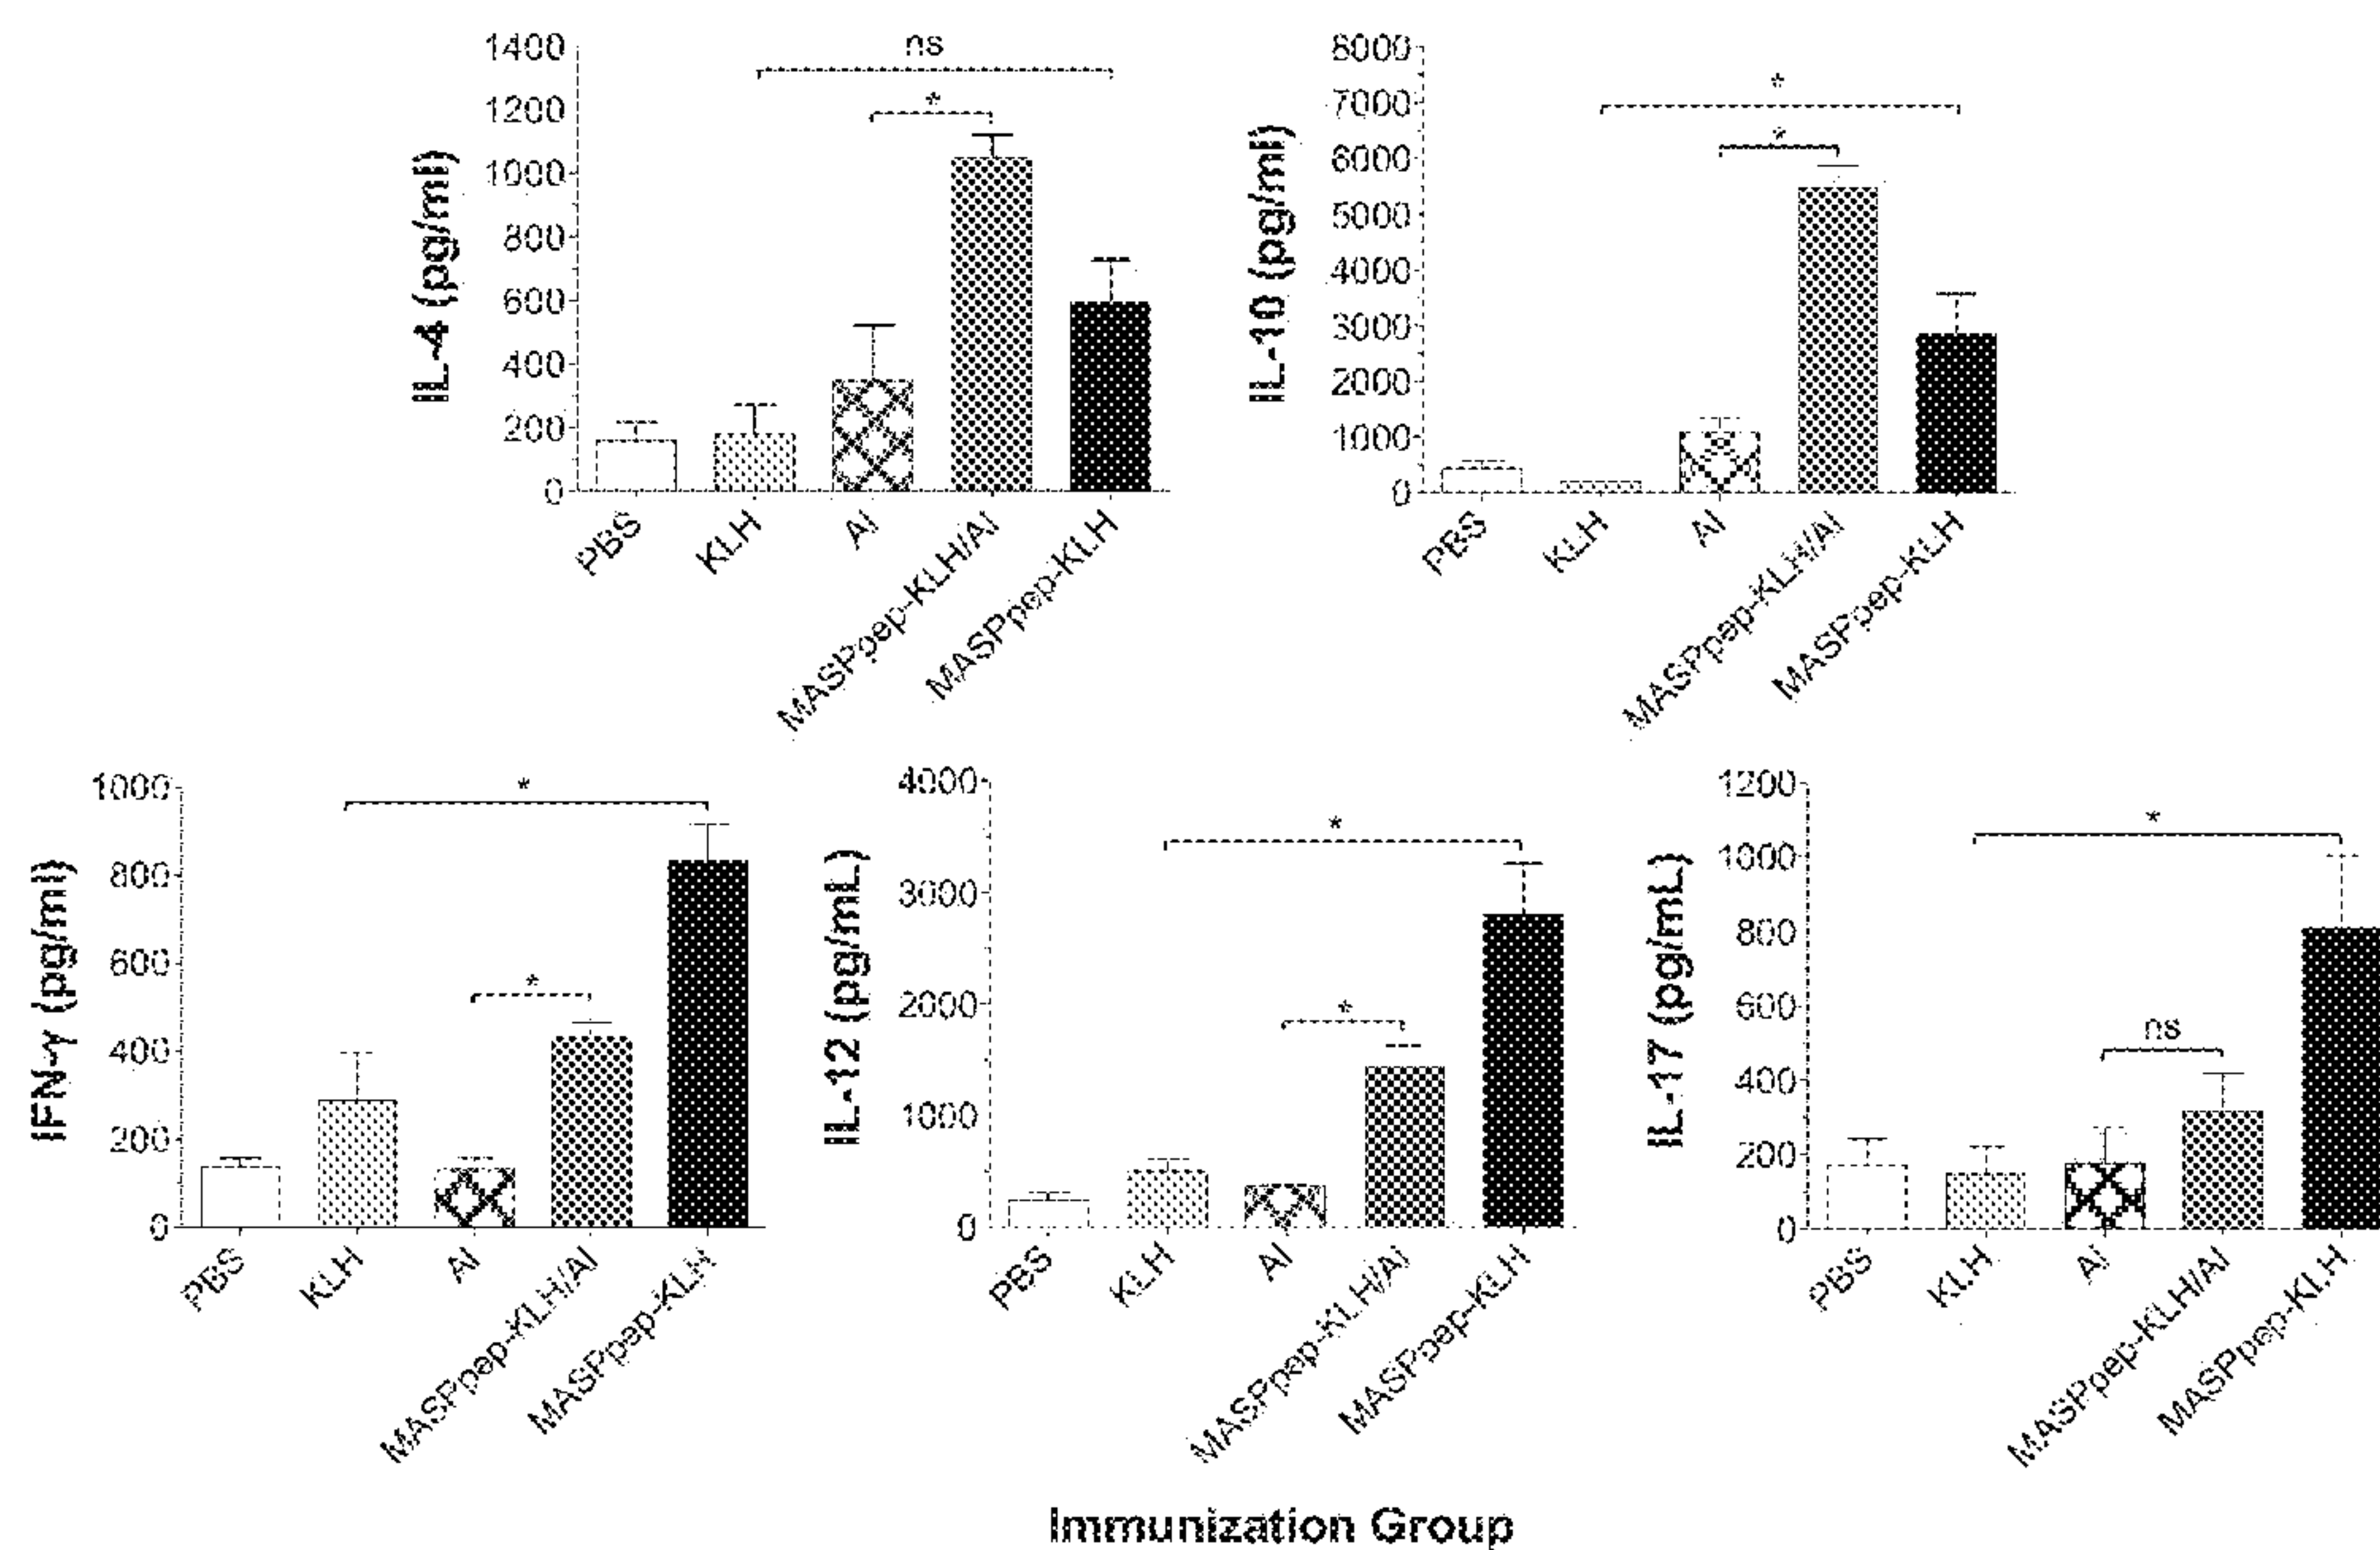 1400
1200
1000
800
600
400
200
0
IL-4 (pg/ml)
ns
*
PBS
KLH
Al
MASPpep-KLH/Al
MASPpep-KLH
8000
7000
6000
5000
4000
3000
2000
1000
0
IL-10 (pg/ml)
*
*
PBS
KLH
Al
MASPpep-KLH/Al
MASPpep-KLH
1000
800
600
400
200
0
IFN-γ (pg/ml)
*
*
PBS
KLH
Al
MASPpep-KLH/Al
MASPpep-KLH
4000
3000
2000
1000
0
IL-12 (pg/mL)
*
*
PBS
KLH
Al
MASPpep-KLH/Al
MASPpep-KLH
1200
1000
800
600
400
200
0
IL-17 (pg/mL)
*
ns
PBS
KLH
Al
MASPpep-KLH/Al
MASPpep-KLH
Immunization Group